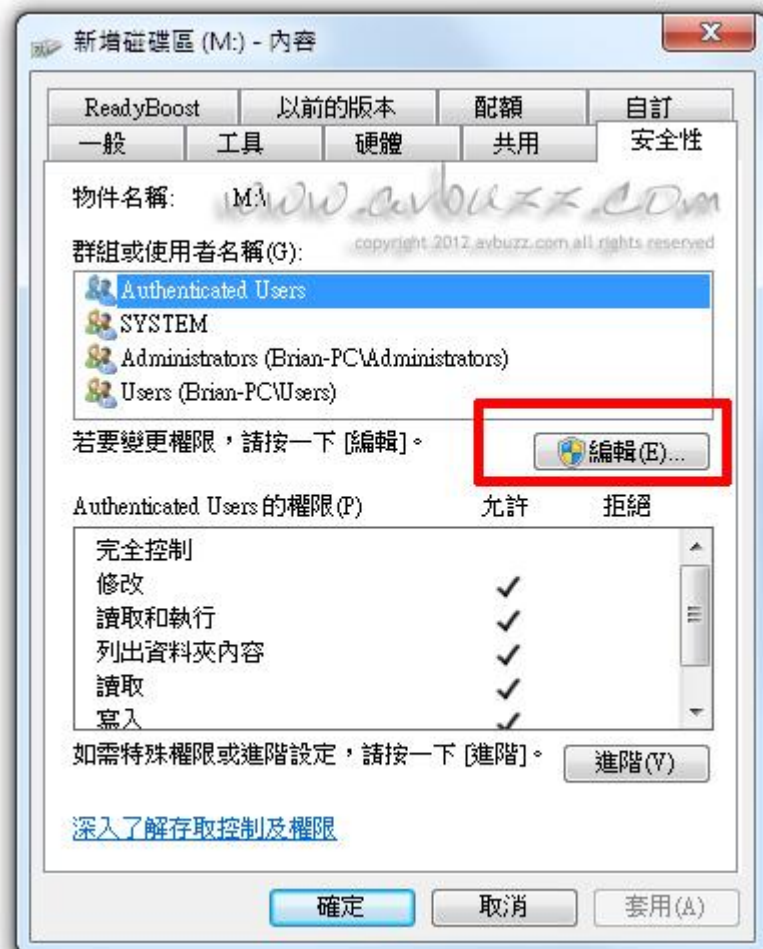 新增磁碟區 (M:) - 內容
ReadyBoost 以前的版本 配額 自訂
一般 工具 硬體 共用 安全性
物件名稱: M:\
www.avbuzz.com
copyright 2012 avbuzz.com all rights reserved
群組或使用者名稱(G):
Authenticated Users
SYSTEM
Administrators (Brian-PC\Administrators)
Users (Brian-PC\Users)
若要變更權限，請按一下 [編輯]。 編輯(E)...
Authenticated Users 的權限(P) 允許 拒絕
完全控制
修改
讀取和執行
列出資料夾內容
讀取
寫入
如需特殊權限或進階設定，請按一下 [進階]。 進階(V)
深入了解存取控制及權限
確定 取消 套用(A)